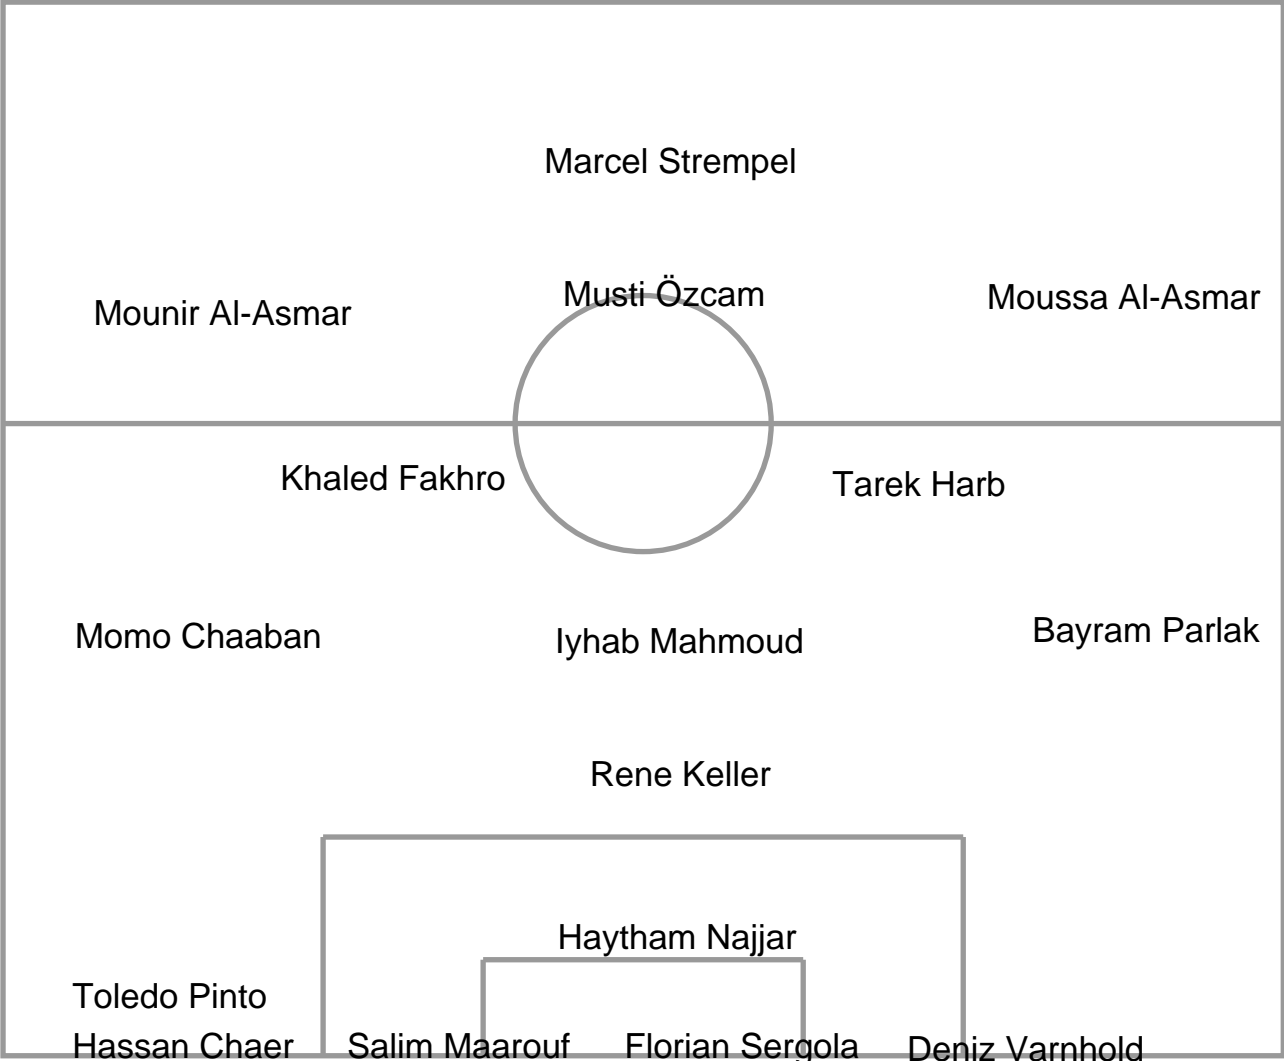 Marcel Strempel
Mounir Al-Asmar Musti Özcam Moussa Al-Asmar
Khaled Fakhro Tarek Harb
Momo Chaaban Iyhab Mahmoud Bayram Parlak
Rene Keller
Haytham Najjar
Toledo Pinto
Hassan Chaer Salim Maarouf Florian Sergola Deniz Varnhold